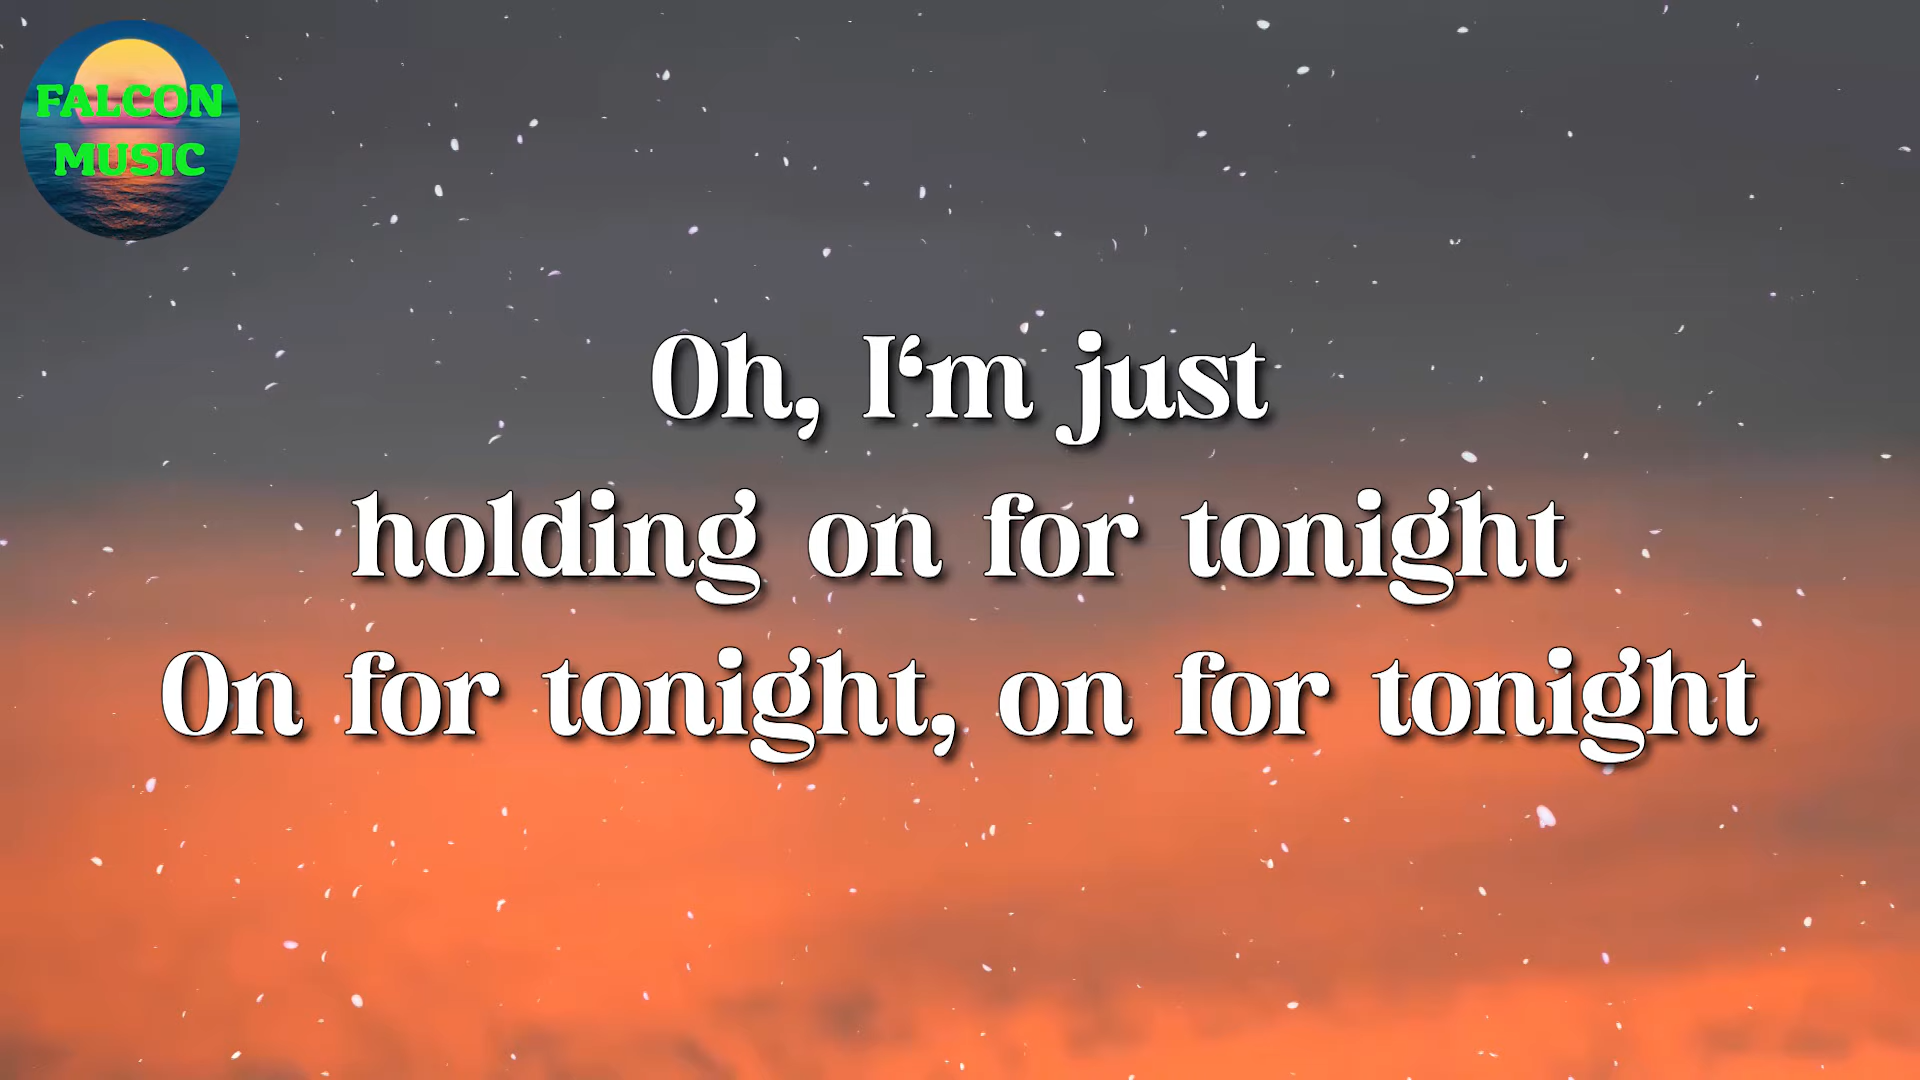 FALCON
MUSIC
Oh, I‘m just
holding on for tonight
On for tonight, on for tonight